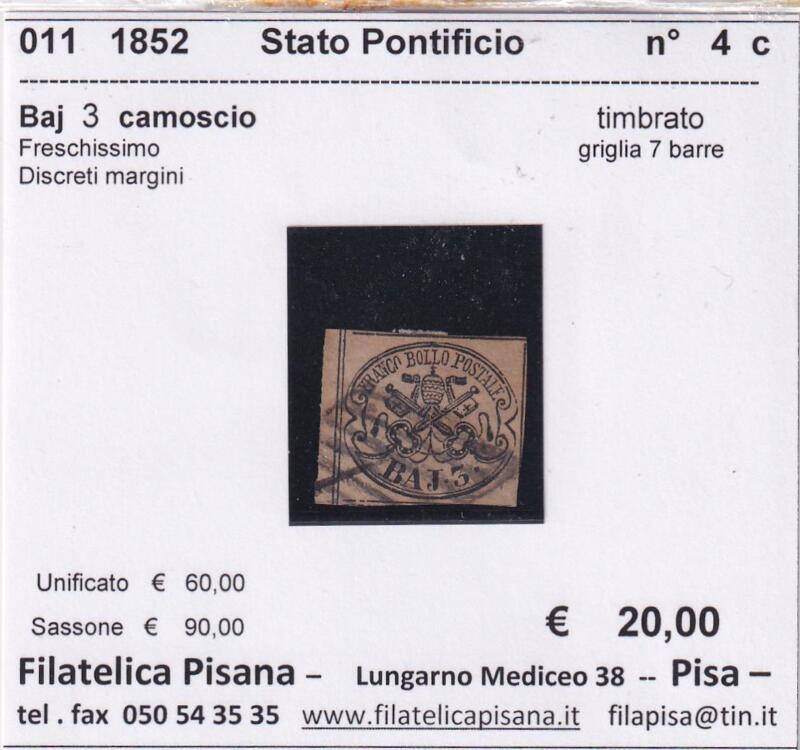 011 1852 Stato Pontificio n° 4 c
Baj 3 camoscio timbrato
Freschissimo griglia 7 barre
Discreti margini
FRANCO BOLLO POSTALE
BAJ. 3.
Unificato € 60,00
Sassone € 90,00 € 20,00
Filatelica Pisana – Lungarno Mediceo 38 -- Pisa –
tel . fax 050 54 35 35 www.filatelicapisana.it filapisa@tin.it